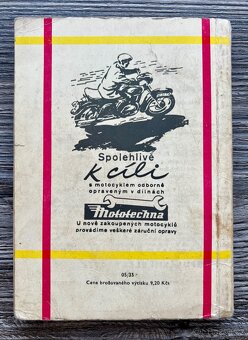 Spolehlivě
k cíli
s motocyklem odborně
opraveným v dílnách
Mototechna
U nově zakoupených motocyklů
provádíme veškeré záruční opravy
05/33 -
Cena brožovaného výtisku 9,20 Kčs